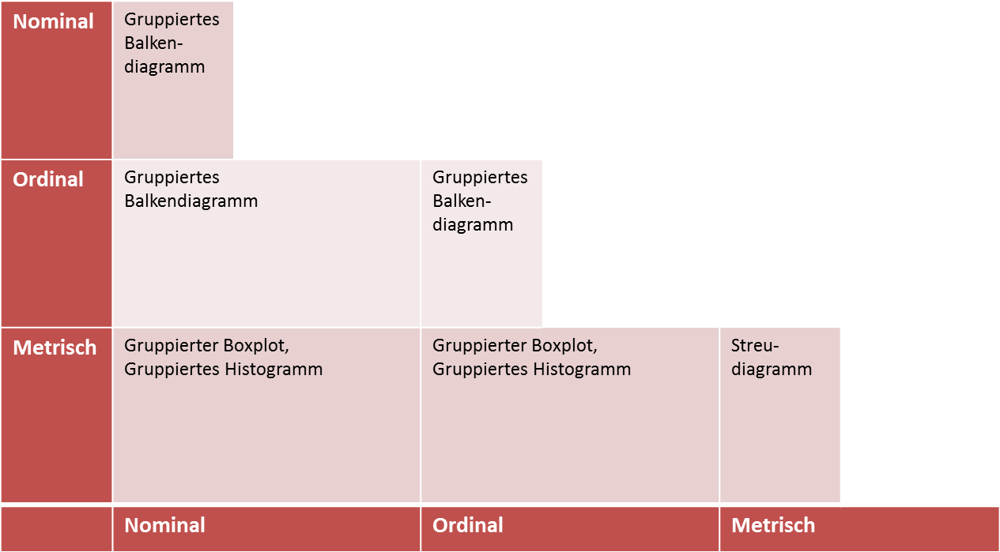 Nominal
Gruppiertes
Balken-
diagramm
Ordinal
Gruppiertes
Balkendiagramm
Gruppiertes
Balken-
diagramm
Metrisch
Gruppierter Boxplot,
Gruppiertes Histogramm
Gruppierter Boxplot,
Gruppiertes Histogramm
Streu-
diagramm
Nominal
Ordinal
Metrisch